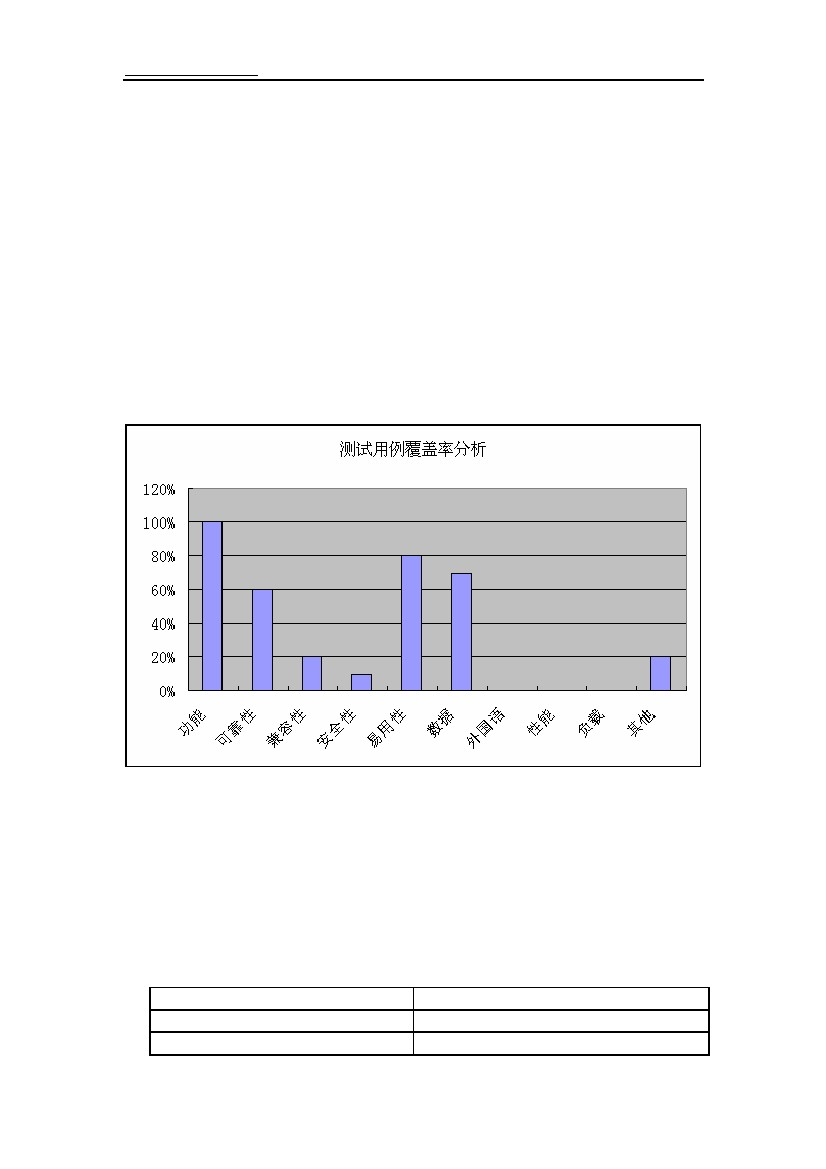 测试用例覆盖率分析
120%
100%
80%
60%
40%
20%
0%
功能
可靠性
兼容性
安全性
易用性
数据
外国语
性能
负载
其他